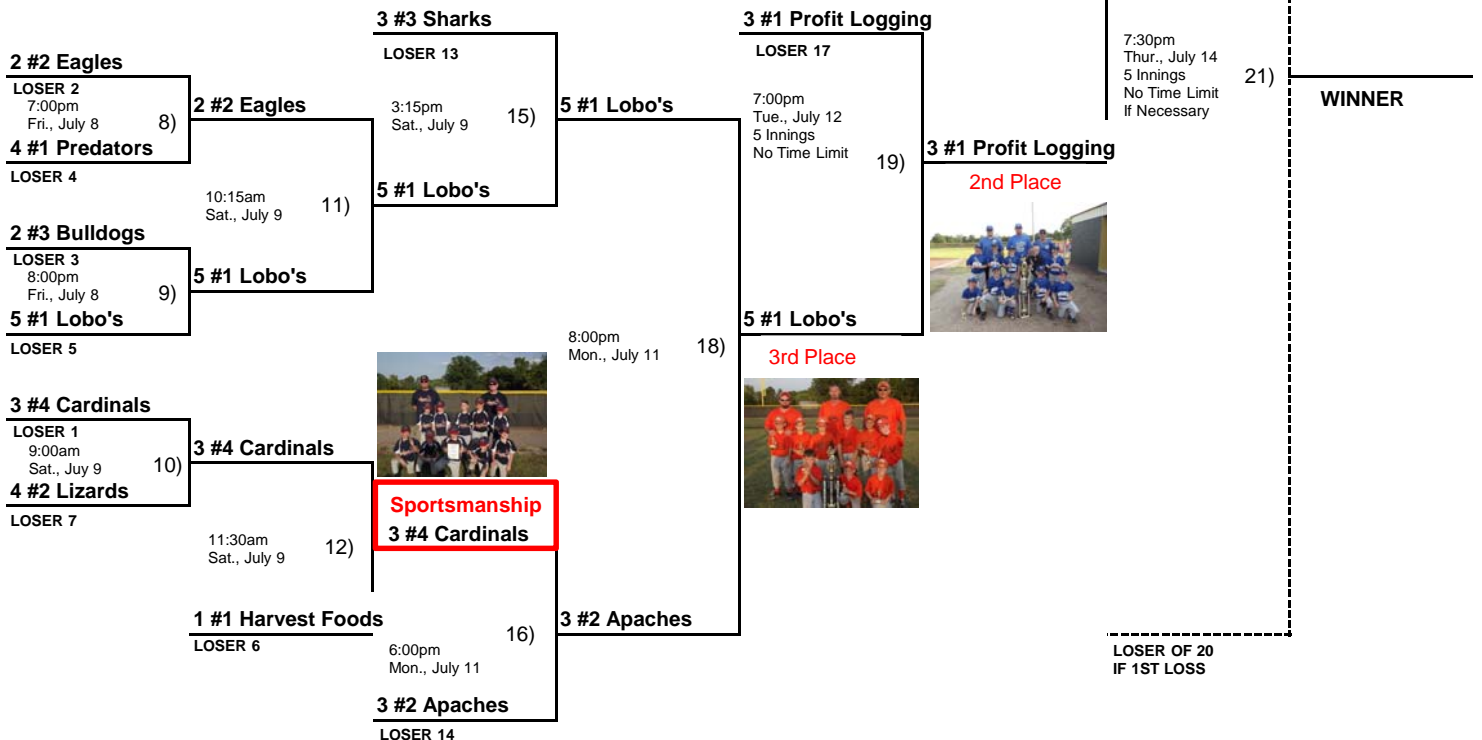 3 #3 Sharks
LOSER 13
3 #1 Profit Logging
LOSER 17
7:30pm
Thur., July 14
5 Innings
No Time Limit
If Necessary
21)
WINNER
2 #2 Eagles
LOSER 2
7:00pm
Fri., July 8
8)
4 #1 Predators
LOSER 4
2 #2 Eagles
3:15pm
Sat., July 9
15)
5 #1 Lobo's
7:00pm
Tue., July 12
5 Innings
No Time Limit
19)
3 #1 Profit Logging
2nd Place
10:15am
Sat., July 9
11)
5 #1 Lobo's
2 #3 Bulldogs
LOSER 3
8:00pm
Fri., July 8
9)
5 #1 Lobo's
LOSER 5
5 #1 Lobo's
8:00pm
Mon., July 11
18)
5 #1 Lobo's
3rd Place
3 #4 Cardinals
LOSER 1
9:00am
Sat., Juy 9
10)
4 #2 Lizards
LOSER 7
3 #4 Cardinals
Sportsmanship
3 #4 Cardinals
11:30am
Sat., July 9
12)
1 #1 Harvest Foods
LOSER 6
6:00pm
Mon., July 11
16)
3 #2 Apaches
3 #2 Apaches
LOSER 14
LOSER OF 20
IF 1ST LOSS